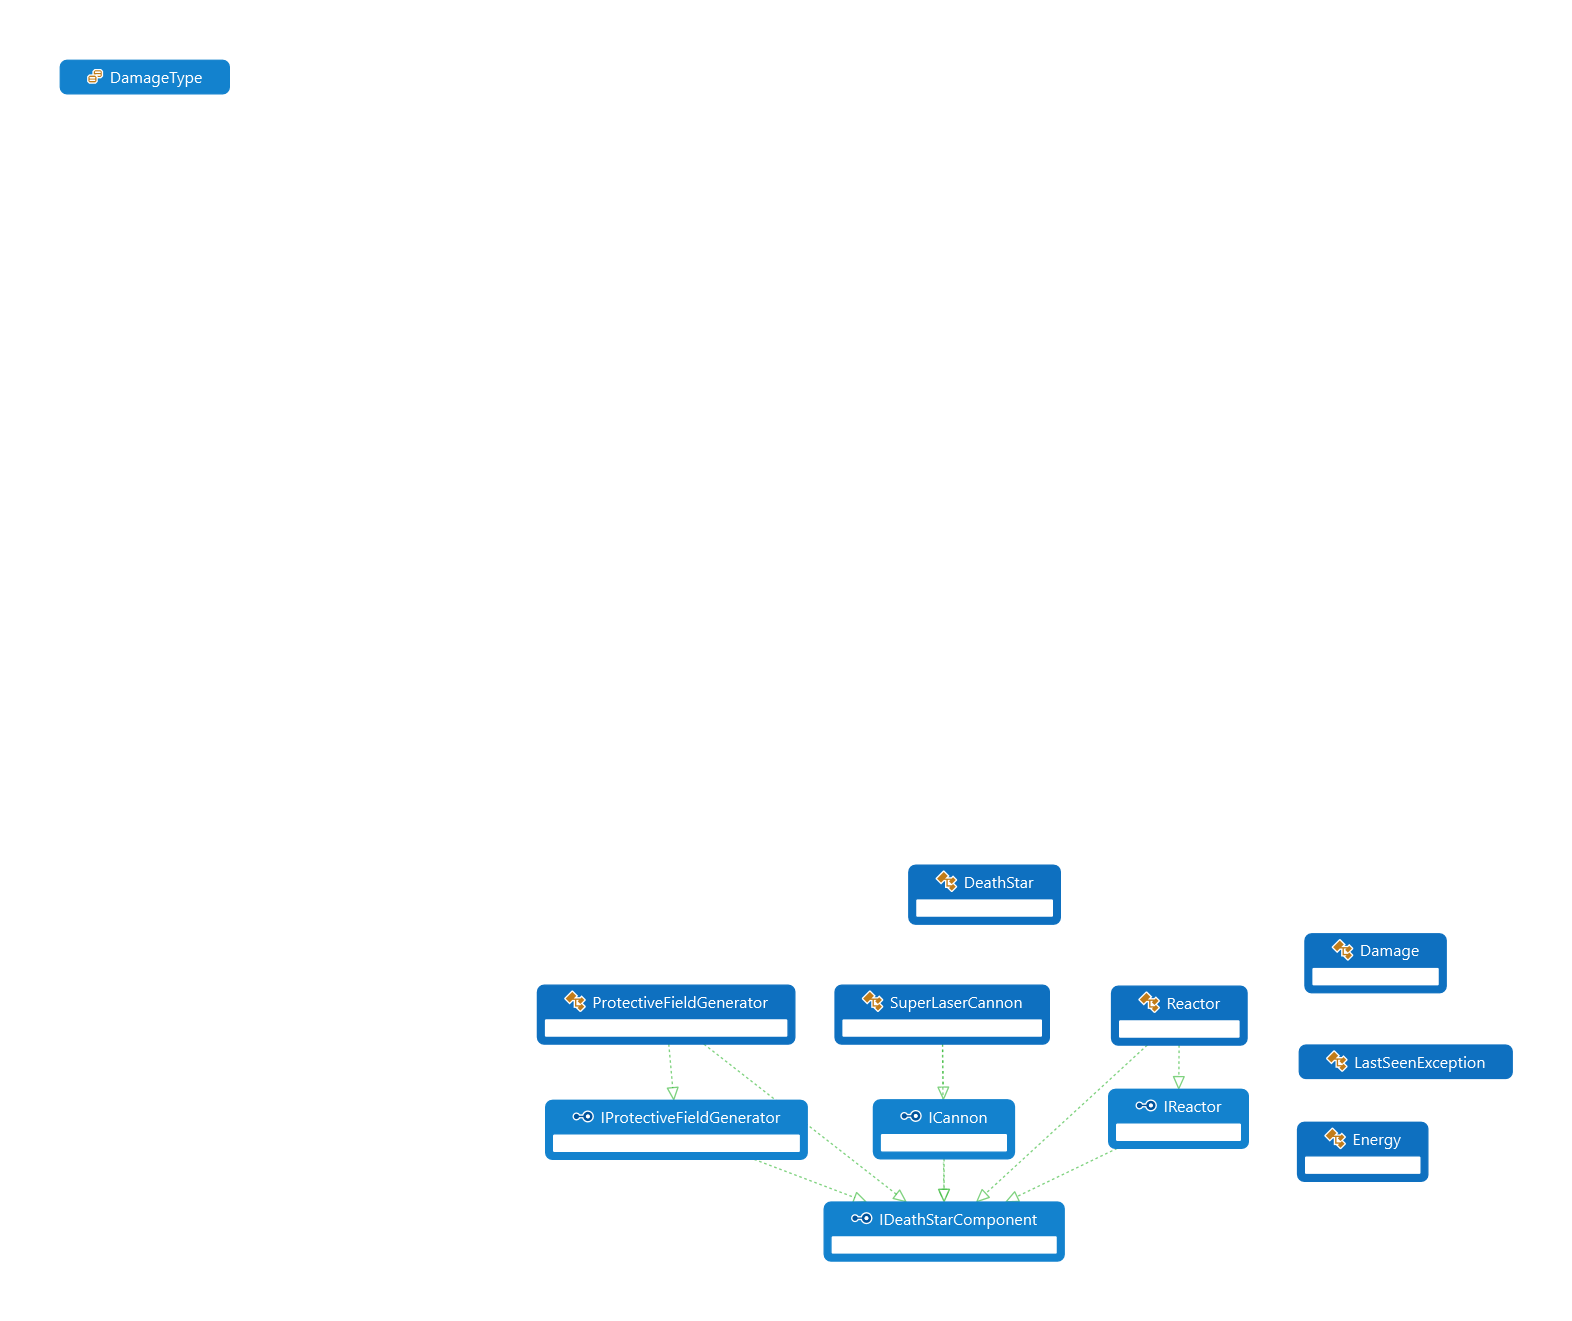 DamageType
DeathStar
Damage
ProtectiveFieldGenerator
SuperLaserCannon
Reactor
LastSeenException
IProtectiveFieldGenerator
ICannon
IReactor
Energy
IDeathStarComponent